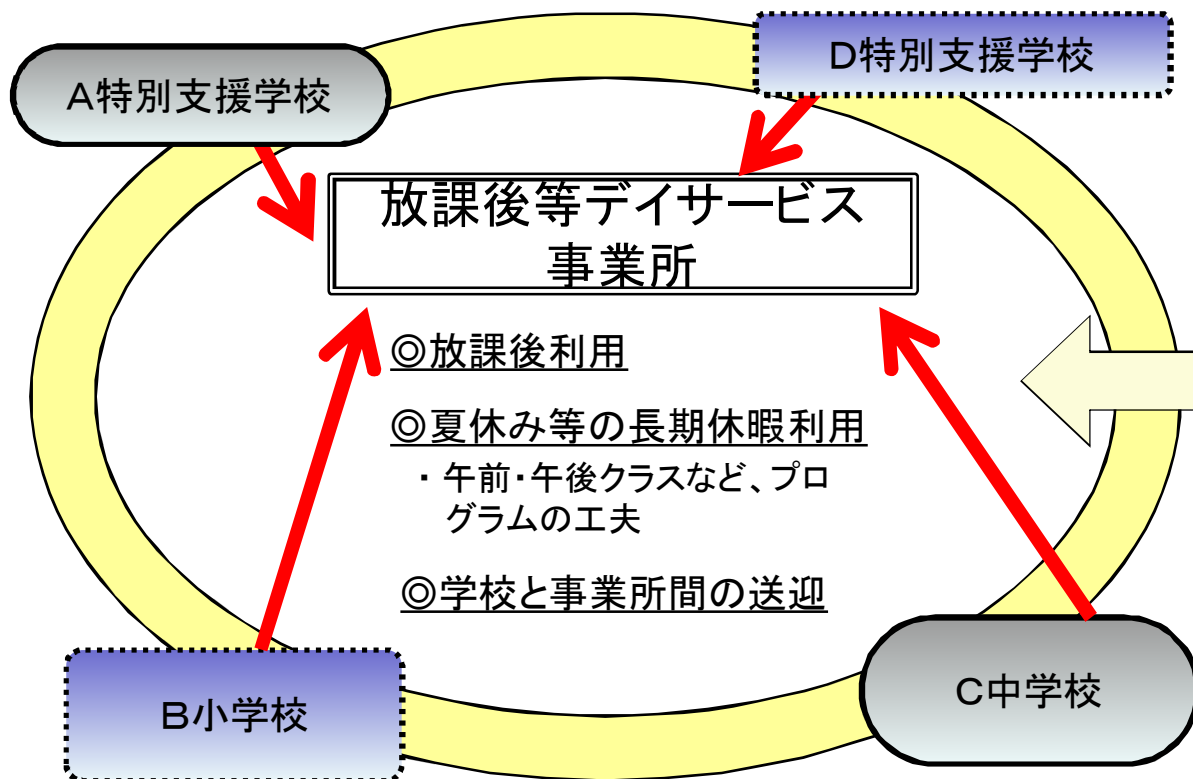 A特別支援学校
D特別支援学校
放課後等デイサービス
事業所
◎放課後利用
◎夏休み等の長期休暇利用
・午前・午後クラスなど、プロ
グラムの工夫
◎学校と事業所間の送迎
B小学校
C中学校